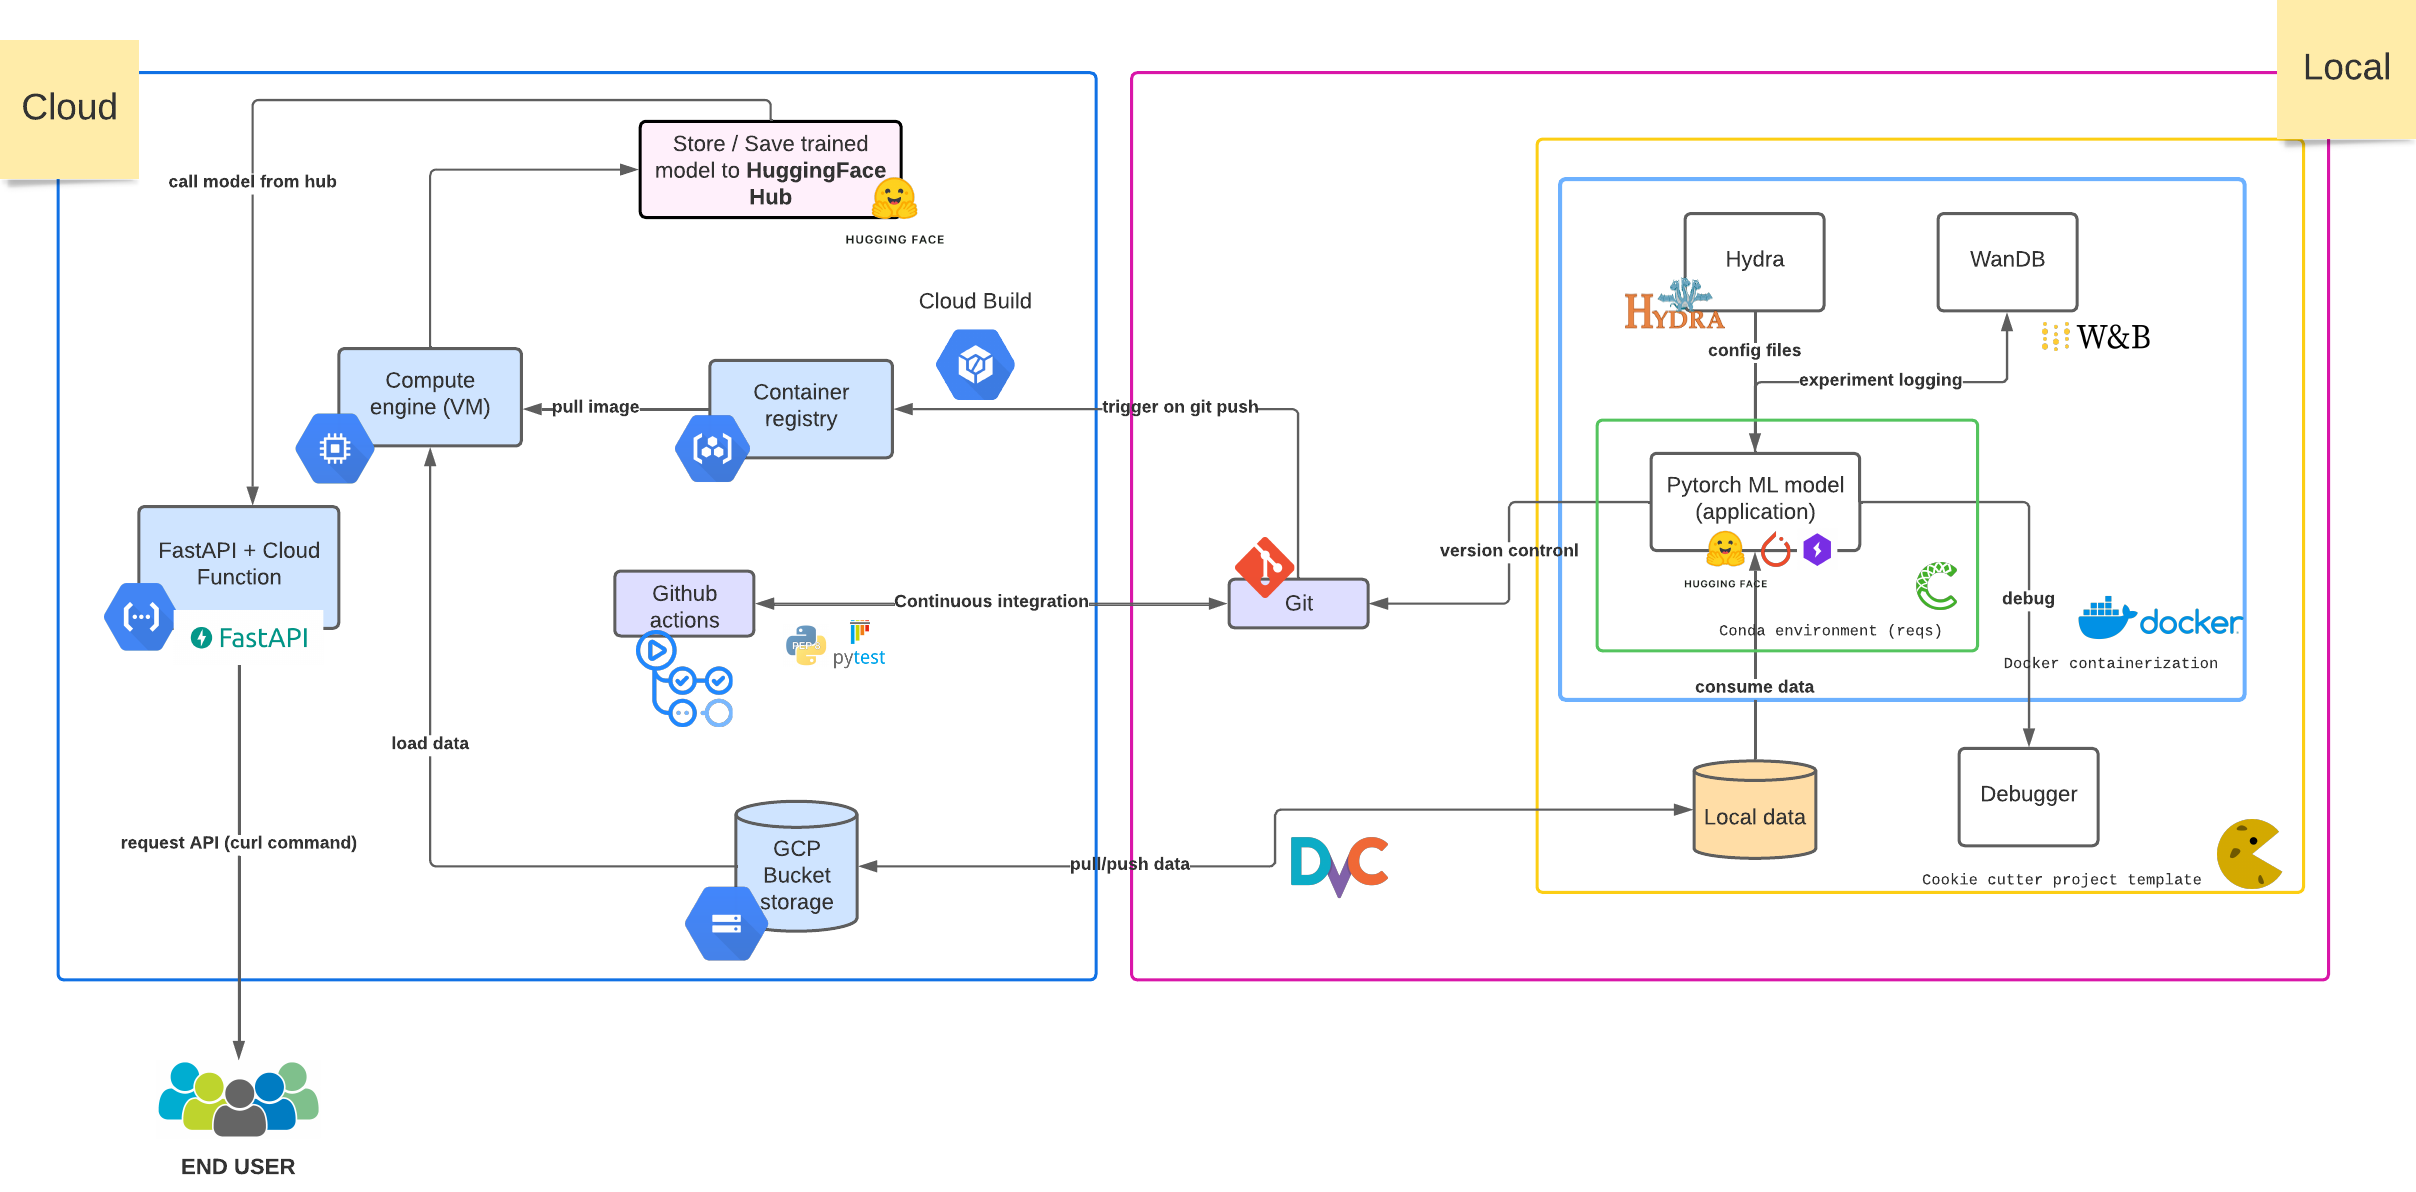 Cloud
Local
call model from hub
Store / Save trained
model to HuggingFace
Hub
HUGGING FACE
Cloud Build
Compute
engine (VM)
pull image
Container
registry
trigger on git push
FastAPI + Cloud
Function
FastAPI
Github
actions
Continuous integration
PEP 8
pytest
Git
load data
request API (curl command)
GCP
Bucket
storage
pull/push data
DVC
END USER
Hydra
HYDRA
WanDB
W&B
config files
experiment logging
Pytorch ML model
(application)
HUGGING FACE
version contronl
Conda environment (reqs)
debug
docker
Docker containerization
consume data
Local data
Debugger
Cookie cutter project template